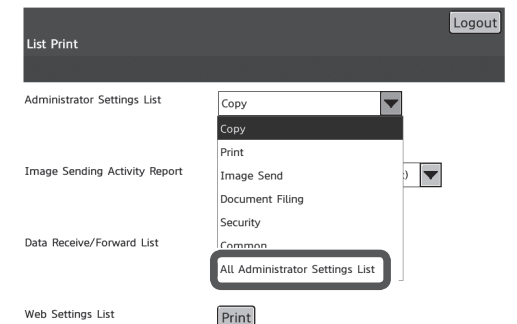 Logout
List Print
Administrator Settings List
Copy
Copy
Print
Image Sending Activity Report
Image Send
:)
Document Filing
Security
Data Receive/Forward List
Common
All Administrator Settings List
Web Settings List
Print